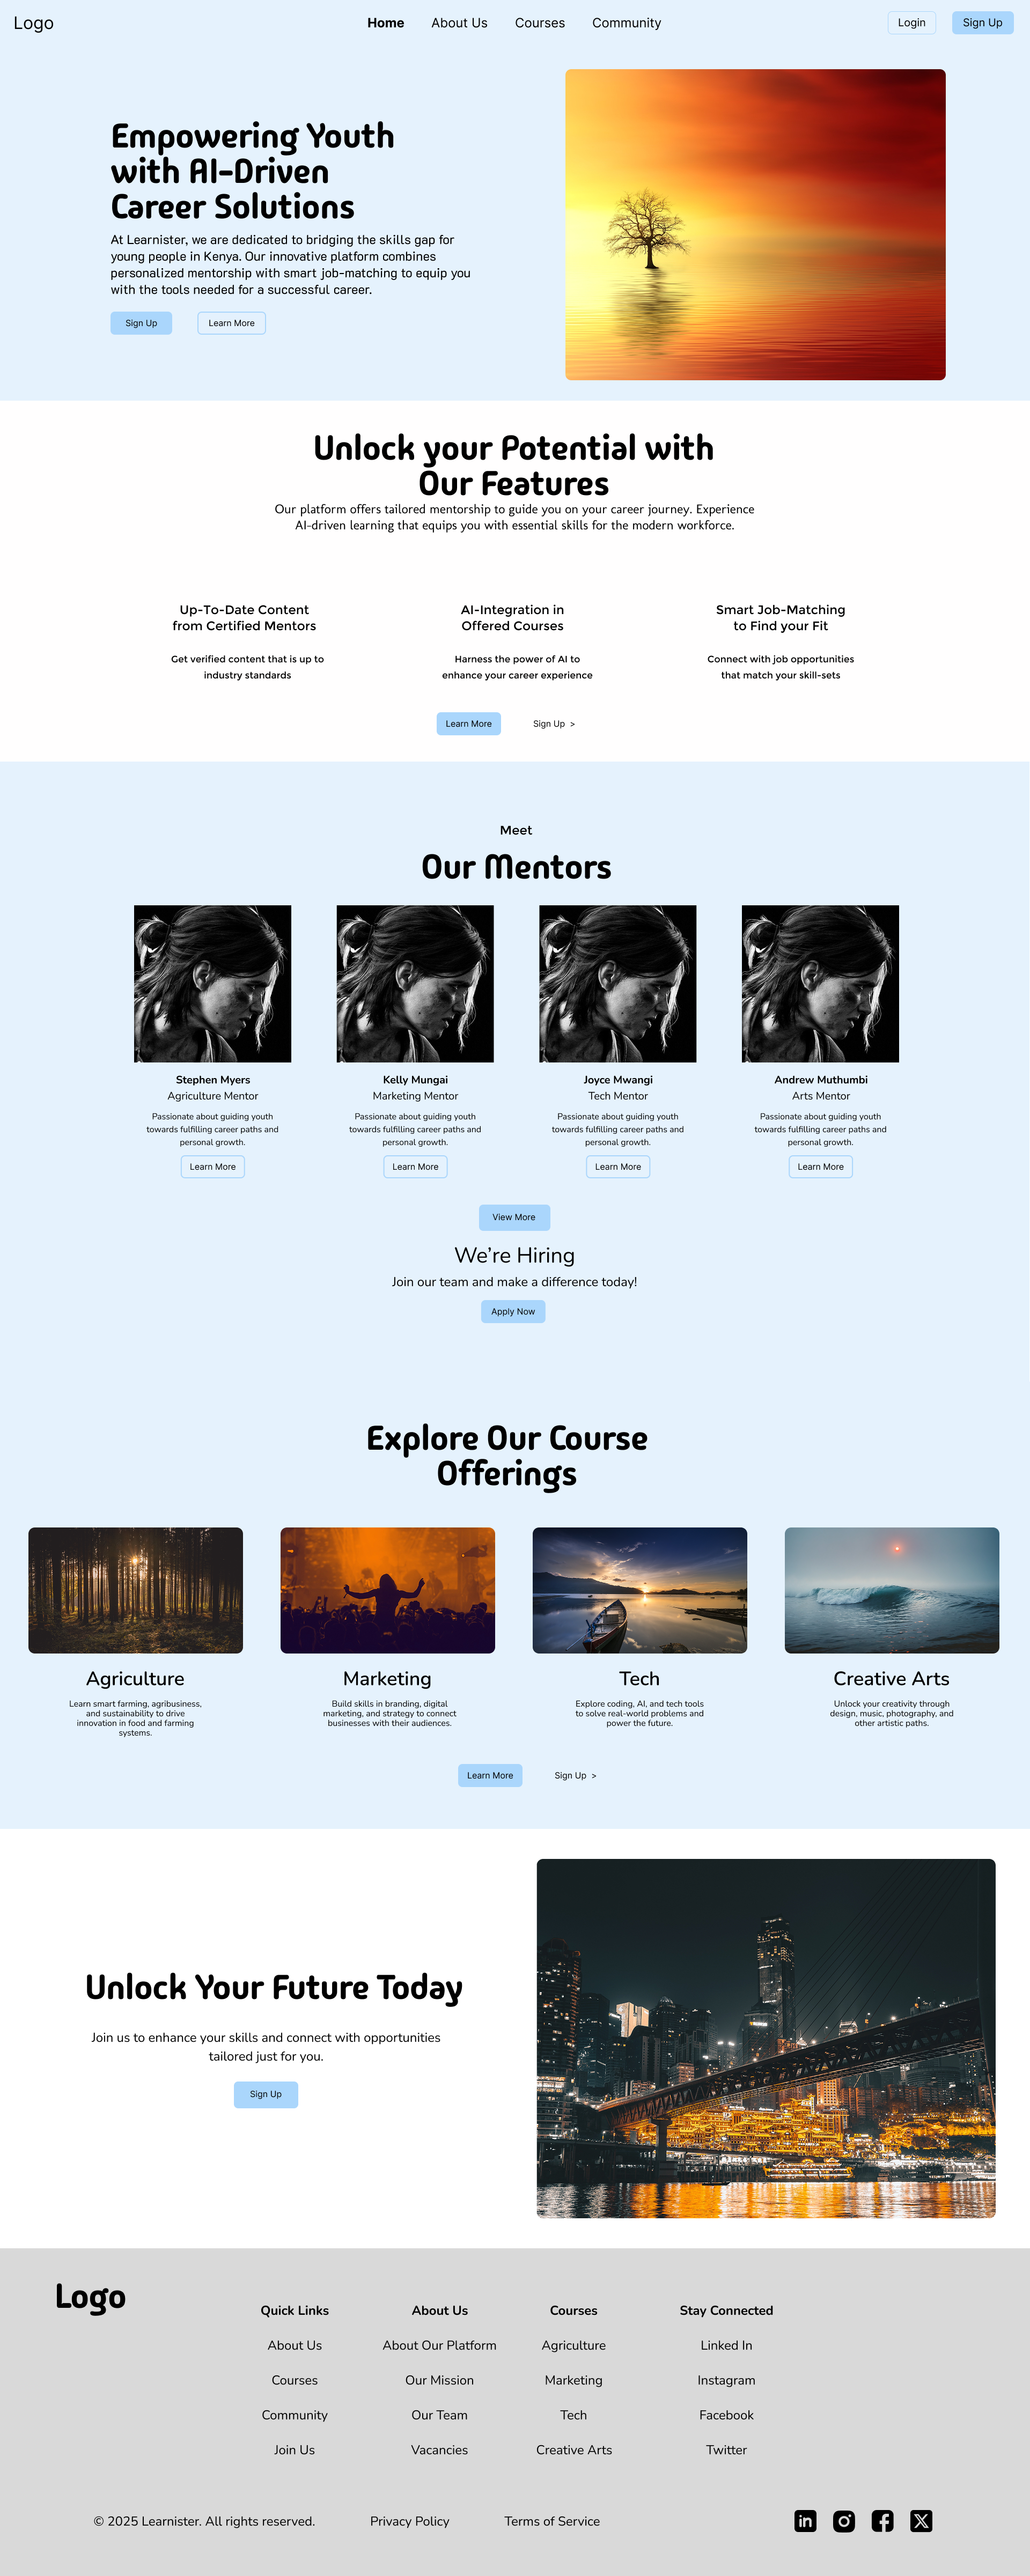 Logo
Home
About Us
Courses
Community
Login
Sign Up
Empowering Youth
with AI-Driven
Career Solutions
At Learnister, we are dedicated to bridging the skills gap for
young people in Kenya. Our innovative platform combines
personalized mentorship with smart job-matching to equip you
with the tools needed for a successful career.
Sign Up
Learn More
Unlock your Potential with
Our Features
Our platform offers tailored mentorship to guide you on your career journey. Experience
AI-driven learning that equips you with essential skills for the modern workforce.
Up-To-Date Content
from Certified Mentors
Get verified content that is up to
industry standards
AI-Integration in
Offered Courses
Harness the power of AI to
enhance your career experience
Smart Job-Matching
to Find your Fit
Connect with job opportunities
that match your skill-sets
Learn More
Sign Up >
Meet
Our Mentors
Stephen Myers
Agriculture Mentor
Passionate about guiding youth
towards fulfilling career paths and
personal growth.
Learn More
Kelly Mungai
Marketing Mentor
Passionate about guiding youth
towards fulfilling career paths and
personal growth.
Learn More
Joyce Mwangi
Tech Mentor
Passionate about guiding youth
towards fulfilling career paths and
personal growth.
Learn More
Andrew Muthumbi
Arts Mentor
Passionate about guiding youth
towards fulfilling career paths and
personal growth.
Learn More
View More
We're Hiring
Join our team and make a difference today!
Apply Now
Explore Our Course
Offerings
Agriculture
Learn smart farming, agribusiness,
and sustainability to drive
innovation in food and farming
systems.
Marketing
Build skills in branding, digital
marketing, and strategy to connect
businesses with their audiences.
Tech
Explore coding, AI, and tech tools
to solve real-world problems and
power the future.
Creative Arts
Unlock your creativity through
design, music, photography, and
other artistic paths.
Learn More
Sign Up >
Unlock Your Future Today
Join us to enhance your skills and connect with opportunities
tailored just for you.
Sign Up
Logo
Quick Links
About Us
Courses
Community
Join Us
About Us
About Our Platform
Our Mission
Our Team
Vacancies
Courses
Agriculture
Marketing
Tech
Creative Arts
Stay Connected
Linked In
Instagram
Facebook
Twitter
© 2025 Learnister. All rights reserved.
Privacy Policy
Terms of Service